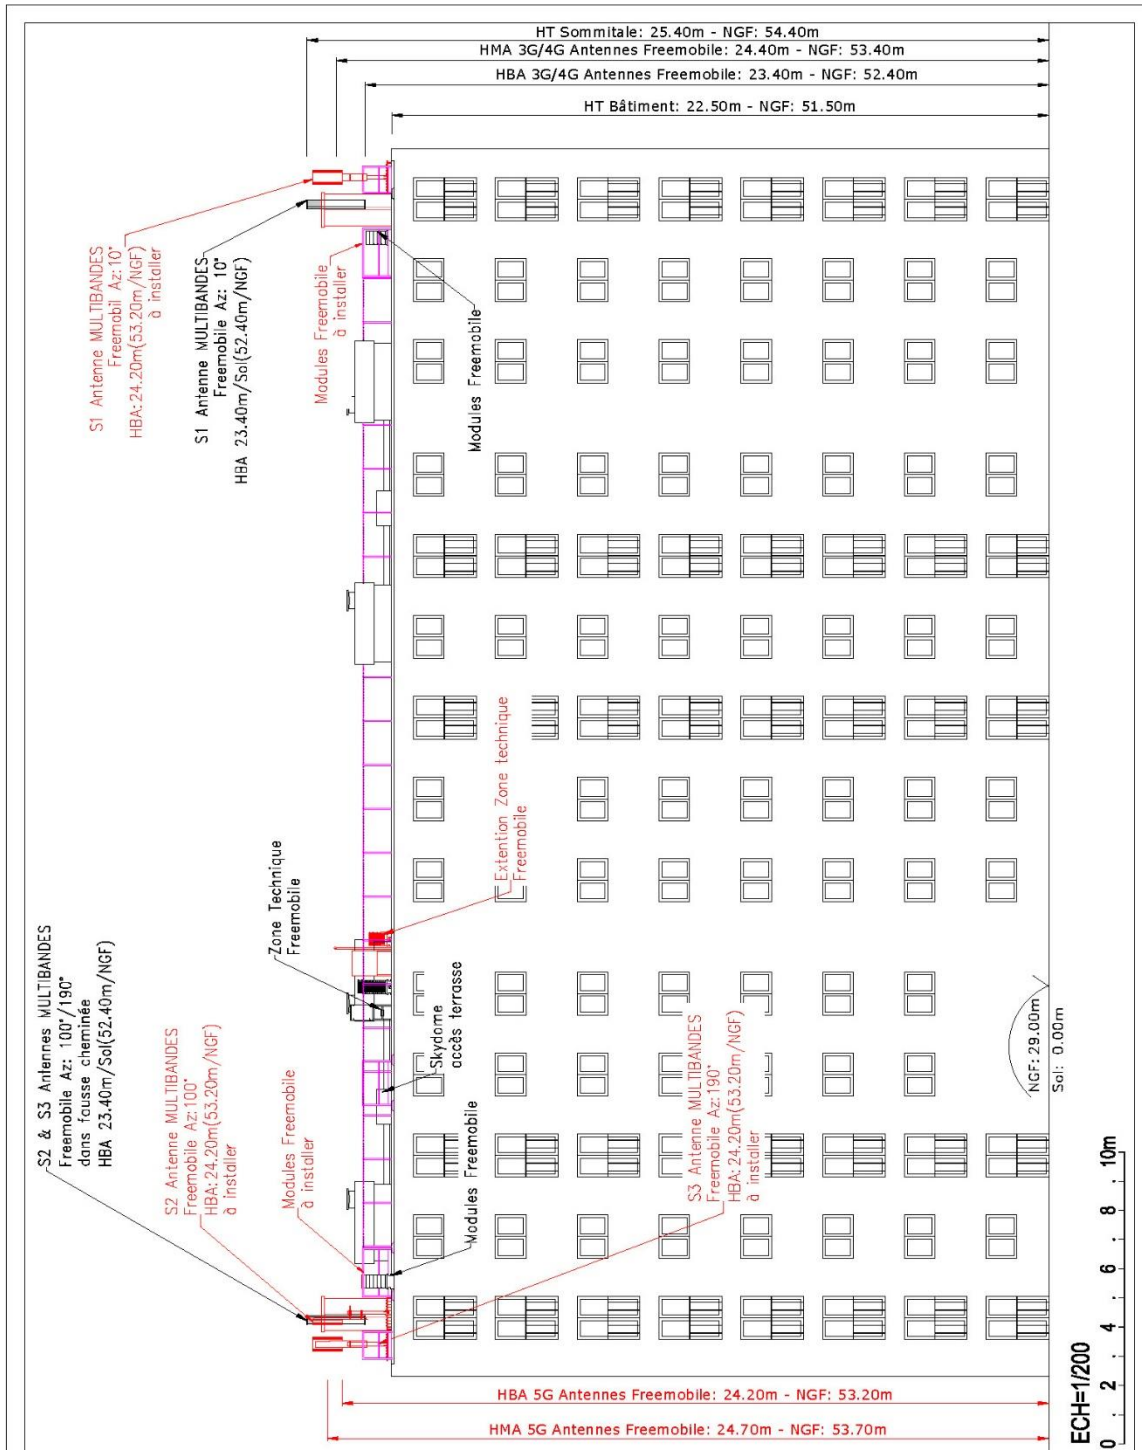 HT Sommitale: 25.40m - NGF: 54.40m
HMA 3G/4G Antennes Freemobile: 24.40m - NGF: 53.40m
HBA 3G/4G Antennes Freemobile: 23.40m - NGF: 52.40m
HT Bâtiment: 22.50m - NGF: 51.50m
S1 Antenne MULTIBANDES
Freemobil Az:10°
HBA:24.20m(53.20m/NGF)
à installer
S1 Antenne MULTIBANDES
Freemobile Az: 10°
HBA 23.40m/Sol(52.40m/NGF)
Modules Freemobile
à installer
Modules Freemobile
Extention Zone technique
Freemobile
Zone Technique
Freemobile
S2 & S3 Antennes MULTIBANDES
Freemobile Az: 100°/190°
dans fausse cheminée
HBA 23.40m/Sol(52.40m/NGF)
S2 Antenne MULTIBANDES
Freemobile Az:100°
HBA:24.20m(53.20m/NGF)
à installer
Skydome
accès terrasse
Modules Freemobile
à installer
Modules Freemobile
S3 Antenne MULTIBANDES
Freemobile Az:190°
HBA:24.20m(53.20m/NGF)
à installer
NGF: 29.00m
Sol: 0.00m
HBA 5G Antennes Freemobile: 24.20m - NGF: 53.20m
HMA 5G Antennes Freemobile: 24.70m - NGF: 53.70m
ECH=1/200
0 2 4 6 8 10m